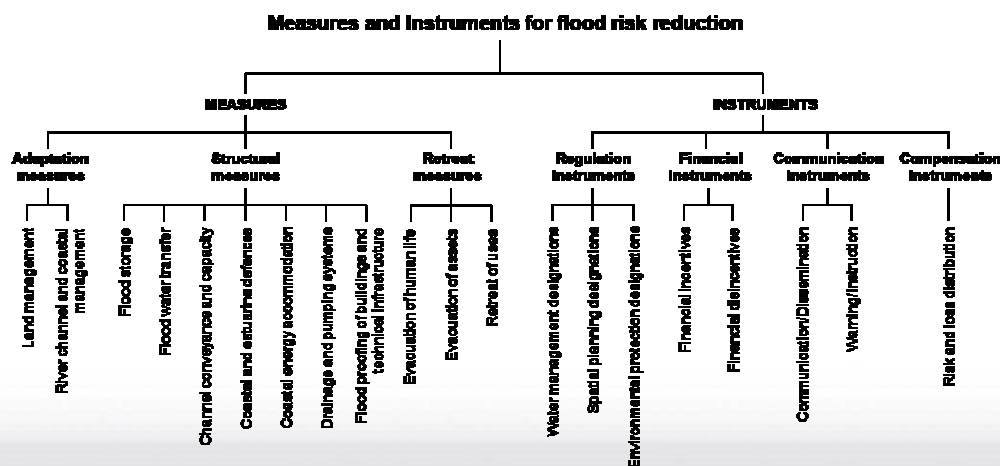 Measures and Instruments for flood risk reduction
MEASURES
INSTRUMENTS
Adaptation
measures
Structural
measures
Retreat
measures
Regulation
instruments
Financial
instruments
Communication
instruments
Compensation
instruments
Land management
River channel and coastal
management
Flood storage
Flood water transfer
Channel conveyance and capacity
Coastal and estuarine defences
Coastal energy accommodation
Drainage and pumping systems
Flood proofing of buildings and
technical infrastructure
Evacuation of human life
Evacuation of assets
Retreat of uses
Water management designations
Spatial planning designations
Environmental protection designations
Financial incentives
Financial disincentives
Communication/Dissemination
Warning/instruction
Risk and loss distribution